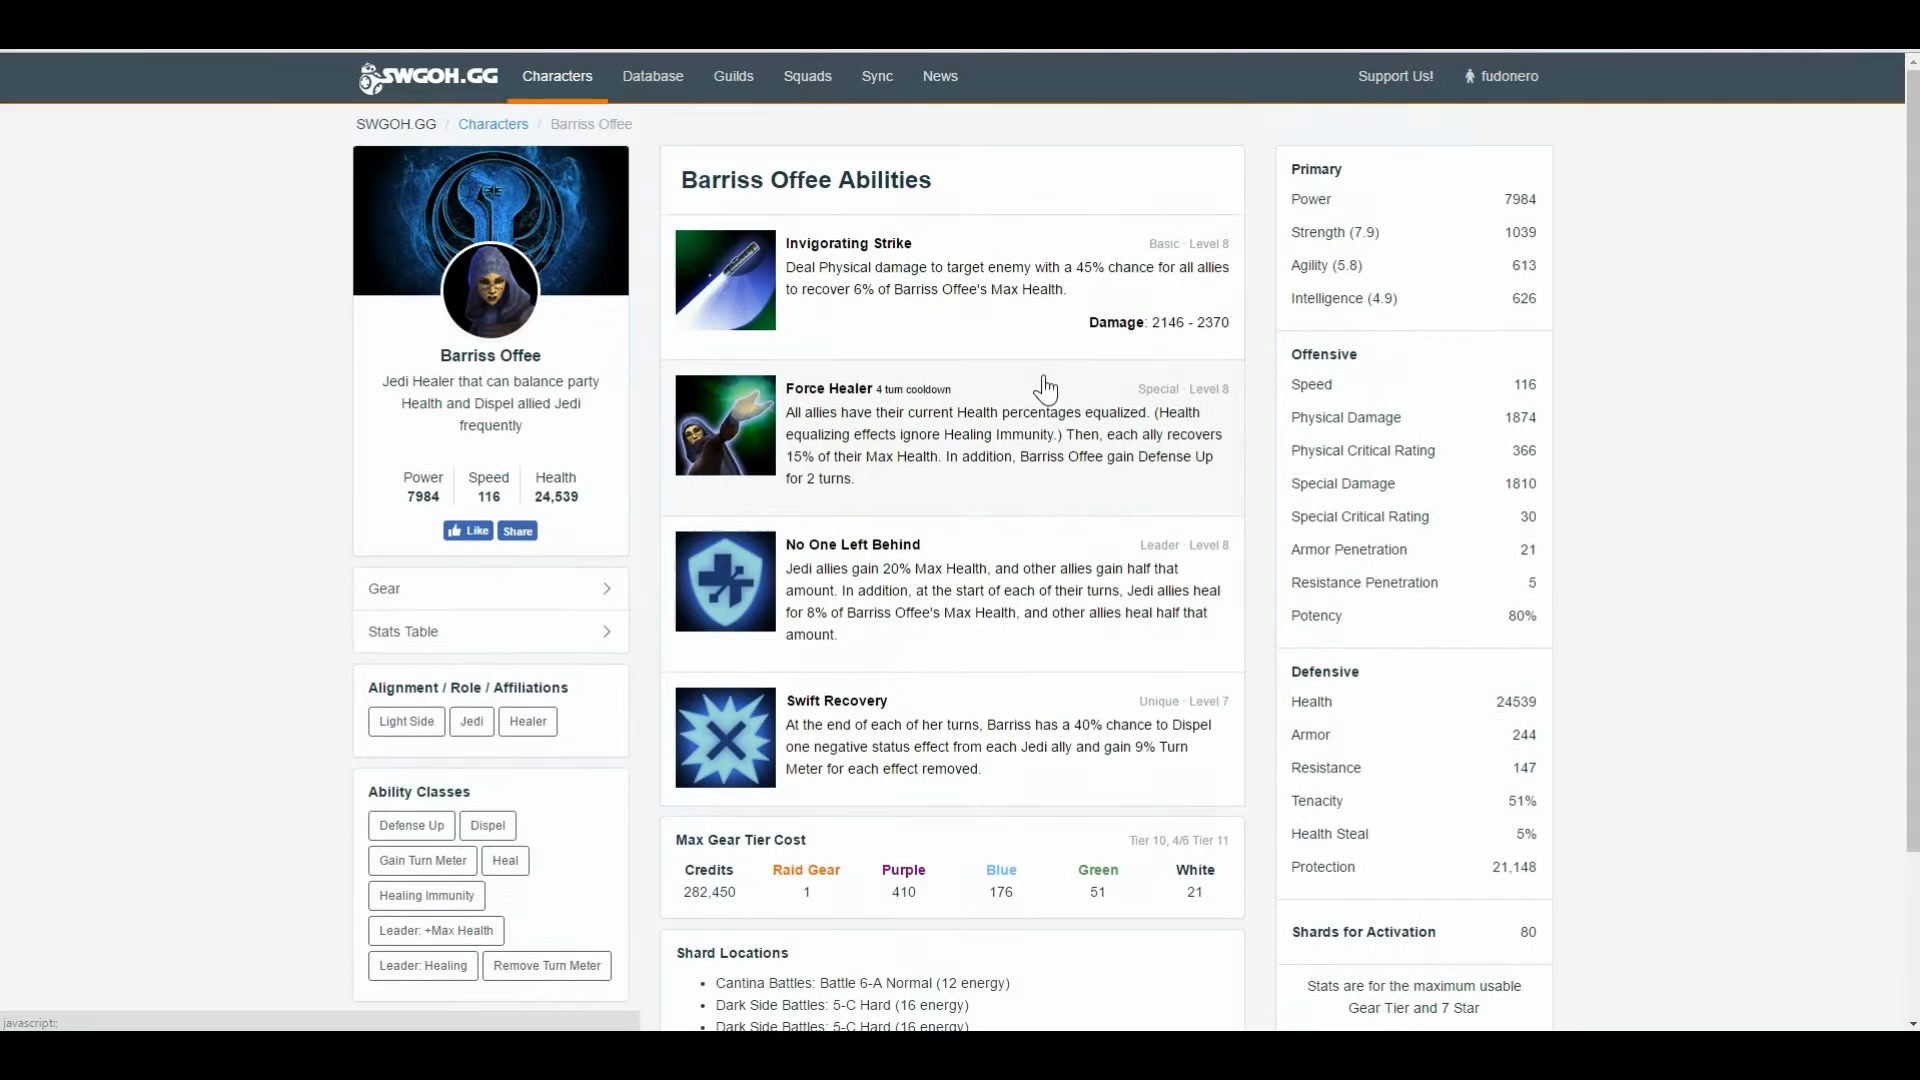 SWGOH.GG Characters Database Guilds Squads Sync News Support Us! fudonero
SWGOH.GG / Characters / Barriss Offee
Barriss Offee
Jedi Healer that can balance party
Health and Dispel allied Jedi
frequently
Power Speed Health
7984 116 24,539
Like Share
Gear
Stats Table
Alignment / Role / Affiliations
Light Side Jedi Healer
Ability Classes
Defense Up Dispel
Gain Turn Meter Heal
Healing Immunity
Leader: +Max Health
Leader: Healing Remove Turn Meter
Barriss Offee Abilities
Invigorating Strike Basic · Level 8
Deal Physical damage to target enemy with a 45% chance for all allies
to recover 6% of Barriss Offee's Max Health.
Damage: 2146 - 2370
Force Healer 4 turn cooldown Special · Level 8
All allies have their current Health percentages equalized. (Health
equalizing effects ignore Healing Immunity.) Then, each ally recovers
15% of their Max Health. In addition, Barriss Offee gain Defense Up
for 2 turns.
No One Left Behind Leader · Level 8
Jedi allies gain 20% Max Health, and other allies gain half that
amount. In addition, at the start of each of their turns, Jedi allies heal
for 8% of Barriss Offee's Max Health, and other allies heal half that
amount.
Swift Recovery Unique · Level 7
At the end of each of her turns, Barriss has a 40% chance to Dispel
one negative status effect from each Jedi ally and gain 9% Turn
Meter for each effect removed.
Max Gear Tier Cost Tier 10, 4/6 Tier 11
Credits Raid Gear Purple Blue Green White
282,450 1 410 176 51 21
Shard Locations
• Cantina Battles: Battle 6-A Normal (12 energy)
• Dark Side Battles: 5-C Hard (16 energy)
• Dark Side Battles: 5-C Hard (16 energy)
Primary
Power 7984
Strength (7.9) 1039
Agility (5.8) 613
Intelligence (4.9) 626
Offensive
Speed 116
Physical Damage 1874
Physical Critical Rating 366
Special Damage 1810
Special Critical Rating 30
Armor Penetration 21
Resistance Penetration 5
Potency 80%
Defensive
Health 24539
Armor 244
Resistance 147
Tenacity 51%
Health Steal 5%
Protection 21,148
Shards for Activation 80
Stats are for the maximum usable
Gear Tier and 7 Star
javascript:;